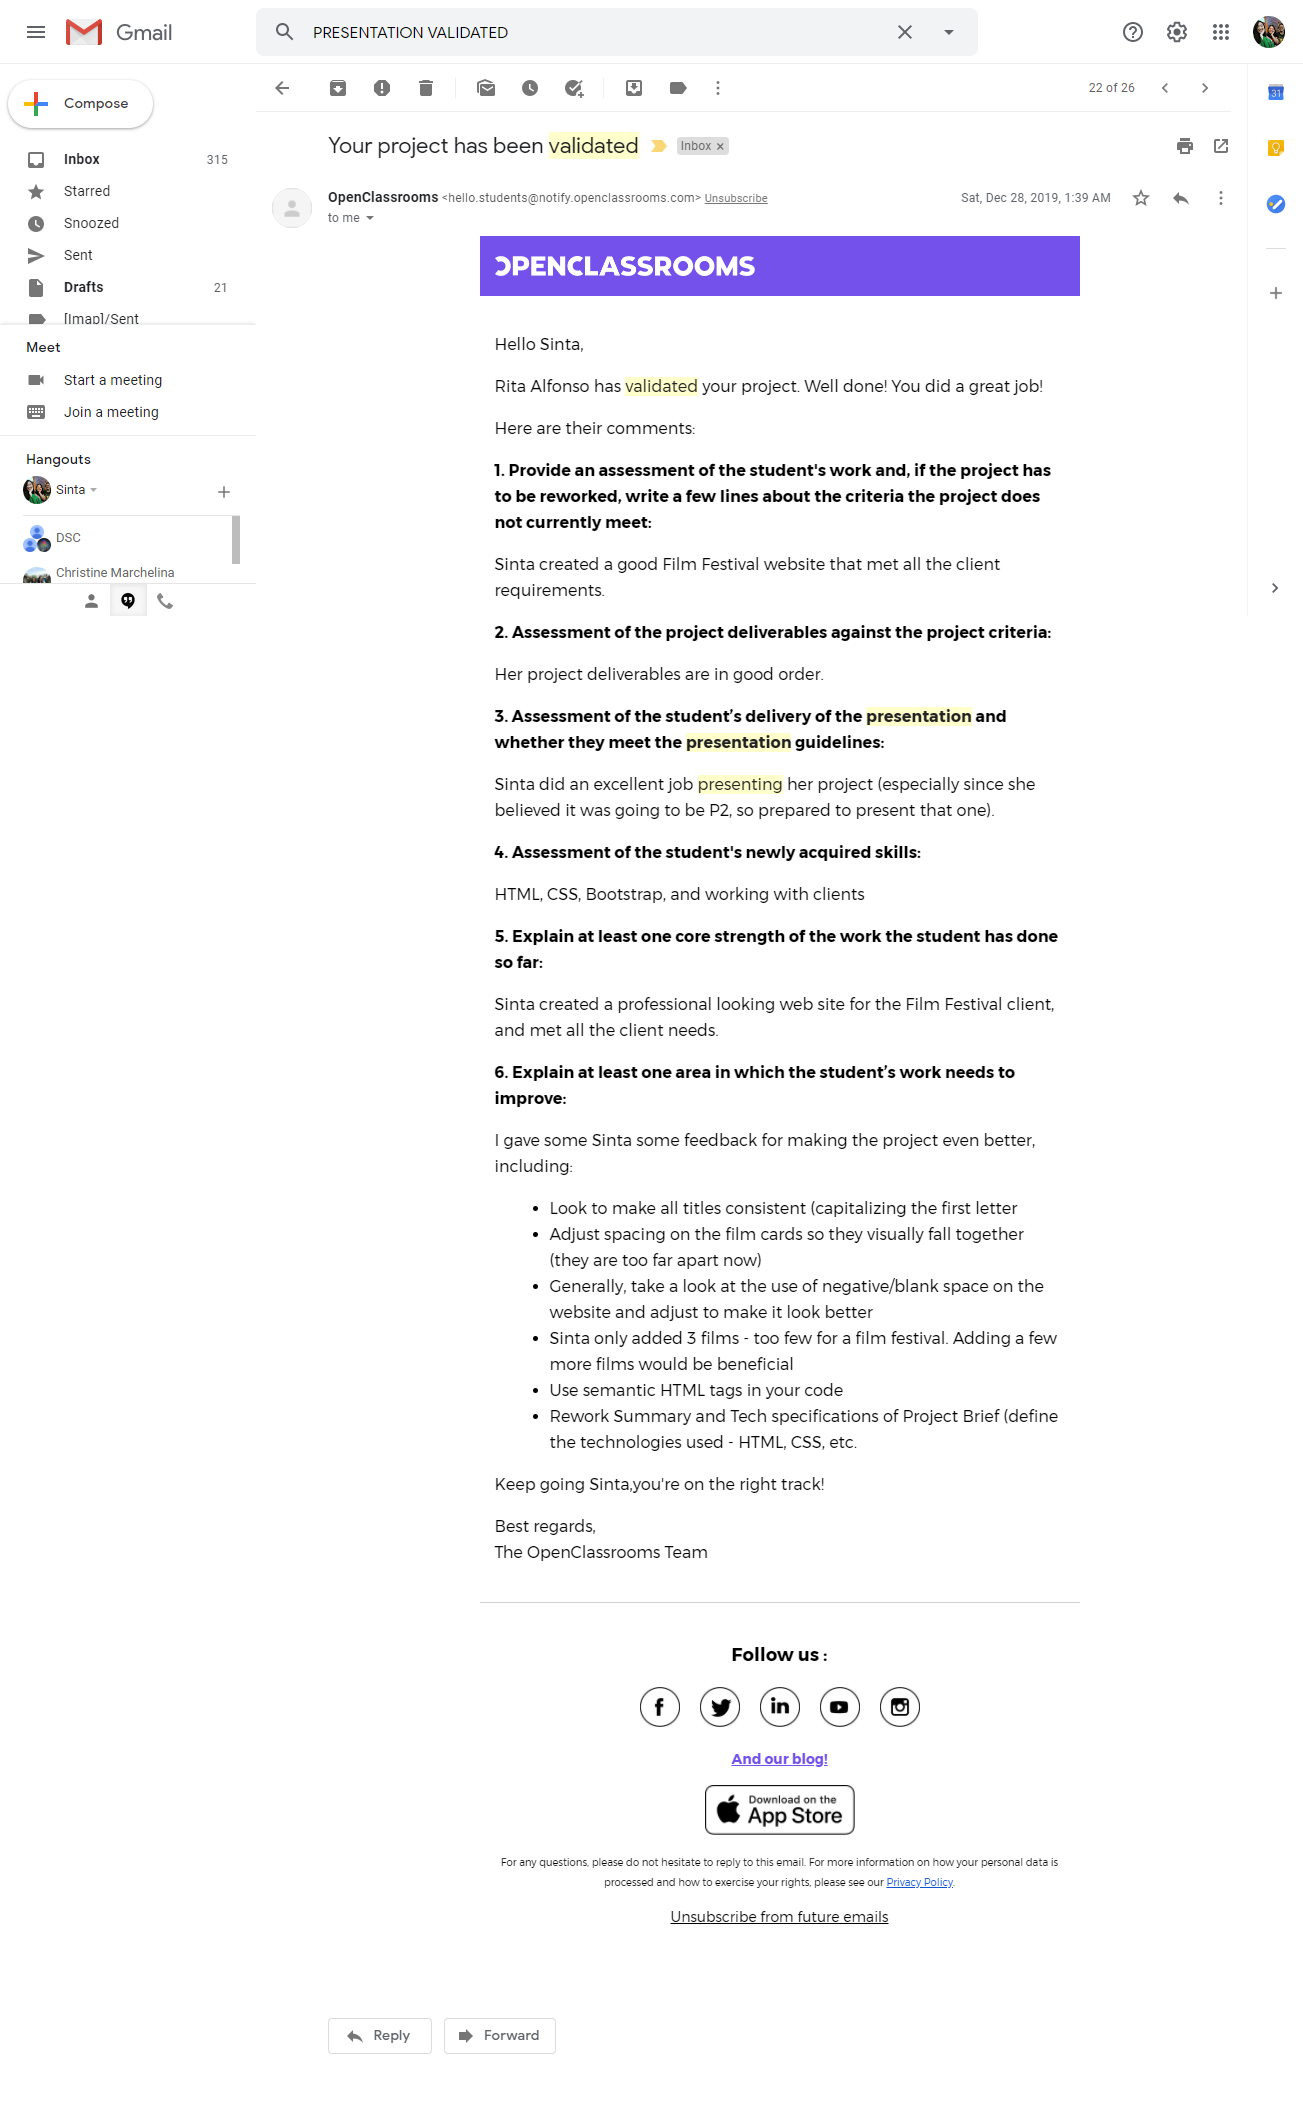 Gmail
PRESENTATION VALIDATED
Compose
22 of 26
Inbox 315
Starred
Snoozed
Sent
Drafts 21
[Imap]/Sent
Meet
Start a meeting
Join a meeting
Hangouts
Sinta
DSC
Christine Marchelina
31
Your project has been validated
Inbox ×
OpenClassrooms <hello.students@notify.openclassrooms.com> Unsubscribe
Sat, Dec 28, 2019, 1:39 AM
to me
OPENCLASSROOMS
Hello Sinta,
Rita Alfonso has validated your project. Well done! You did a great job!
Here are their comments:
1. Provide an assessment of the student's work and, if the project has
to be reworked, write a few lines about the criteria the project does
not currently meet:
Sinta created a good Film Festival website that met all the client
requirements.
2. Assessment of the project deliverables against the project criteria:
Her project deliverables are in good order.
3. Assessment of the student’s delivery of the presentation and
whether they meet the presentation guidelines:
Sinta did an excellent job presenting her project (especially since she
believed it was going to be P2, so prepared to present that one).
4. Assessment of the student's newly acquired skills:
HTML, CSS, Bootstrap, and working with clients
5. Explain at least one core strength of the work the student has done
so far:
Sinta created a professional looking web site for the Film Festival client,
and met all the client needs.
6. Explain at least one area in which the student’s work needs to
improve:
I gave some Sinta some feedback for making the project even better,
including:
• Look to make all titles consistent (capitalizing the first letter
• Adjust spacing on the film cards so they visually fall together
(they are too far apart now)
• Generally, take a look at the use of negative/blank space on the
website and adjust to make it look better
• Sinta only added 3 films - too few for a film festival. Adding a few
more films would be beneficial
• Use semantic HTML tags in your code
• Rework Summary and Tech specifications of Project Brief (define
the technologies used - HTML, CSS, etc.
Keep going Sinta,you're on the right track!
Best regards,
The OpenClassrooms Team
Follow us :
And our blog!
Download on the
App Store
For any questions, please do not hesitate to reply to this email. For more information on how your personal data is
processed and how to exercise your rights, please see our Privacy Policy.
Unsubscribe from future emails
Reply
Forward